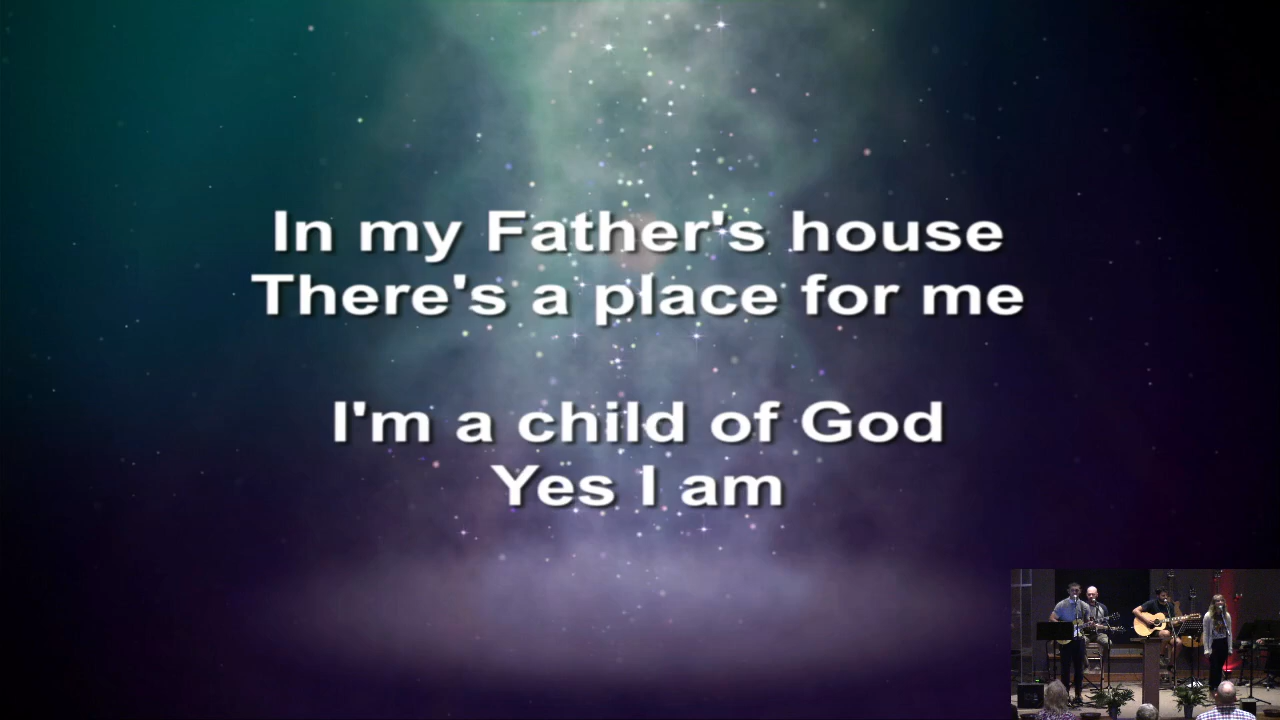 In my Father's house
There's a place for me
I'm a child of God
Yes I am